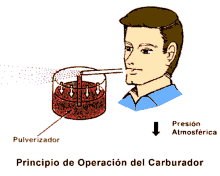 Presión
Atmosférica
Pulverizador
Principio de Operación del Carburador